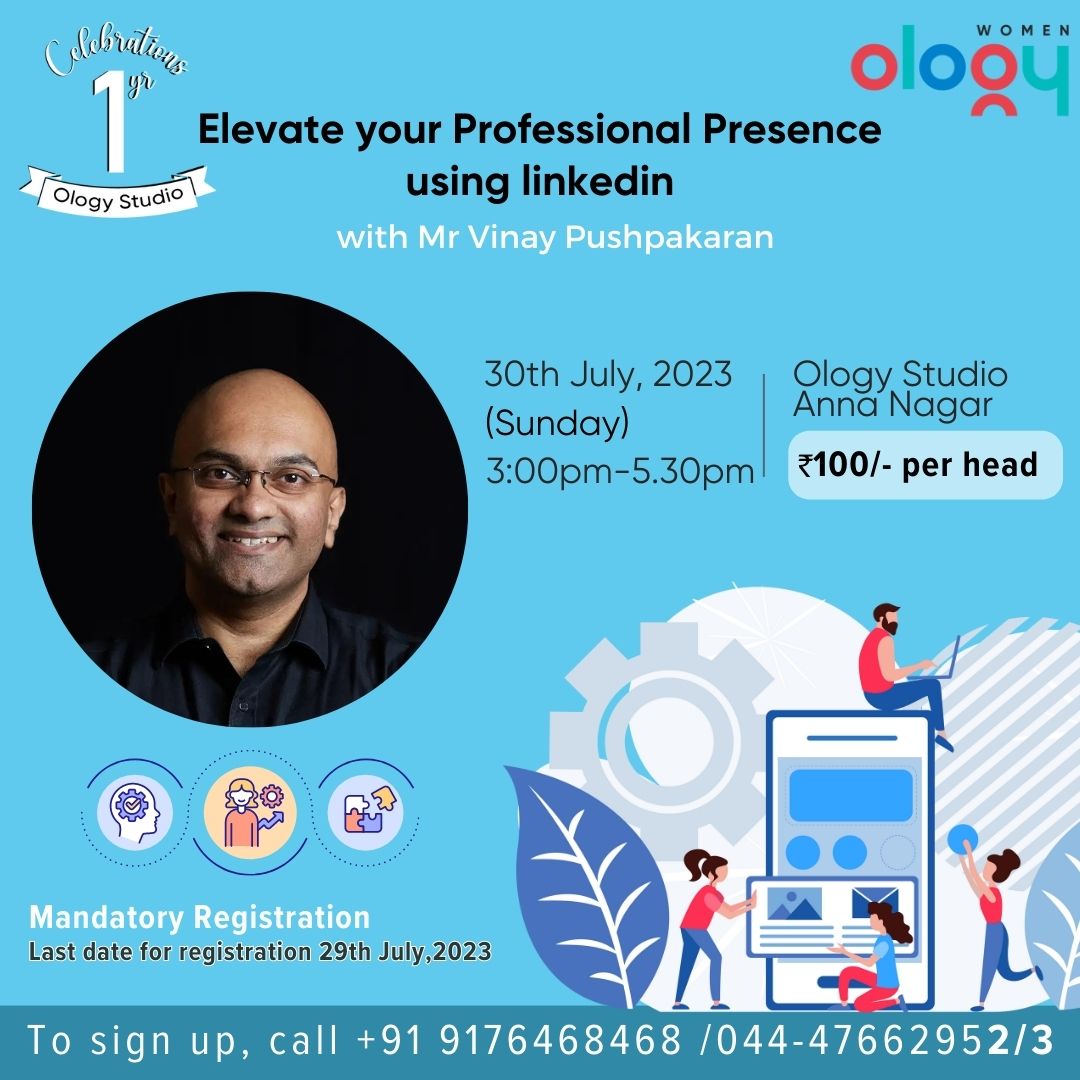 Celebrations
1
yr
Ology Studio
WOMEN
ology
Elevate your Professional Presence
using linkedin
with Mr Vinay Pushpakaran
30th July, 2023
(Sunday)
3:00pm-5.30pm
Ology Studio
Anna Nagar
₹100/- per head
Mandatory Registration
Last date for registration 29th July,2023
To sign up, call +91 9176468468 /044-47662952/3